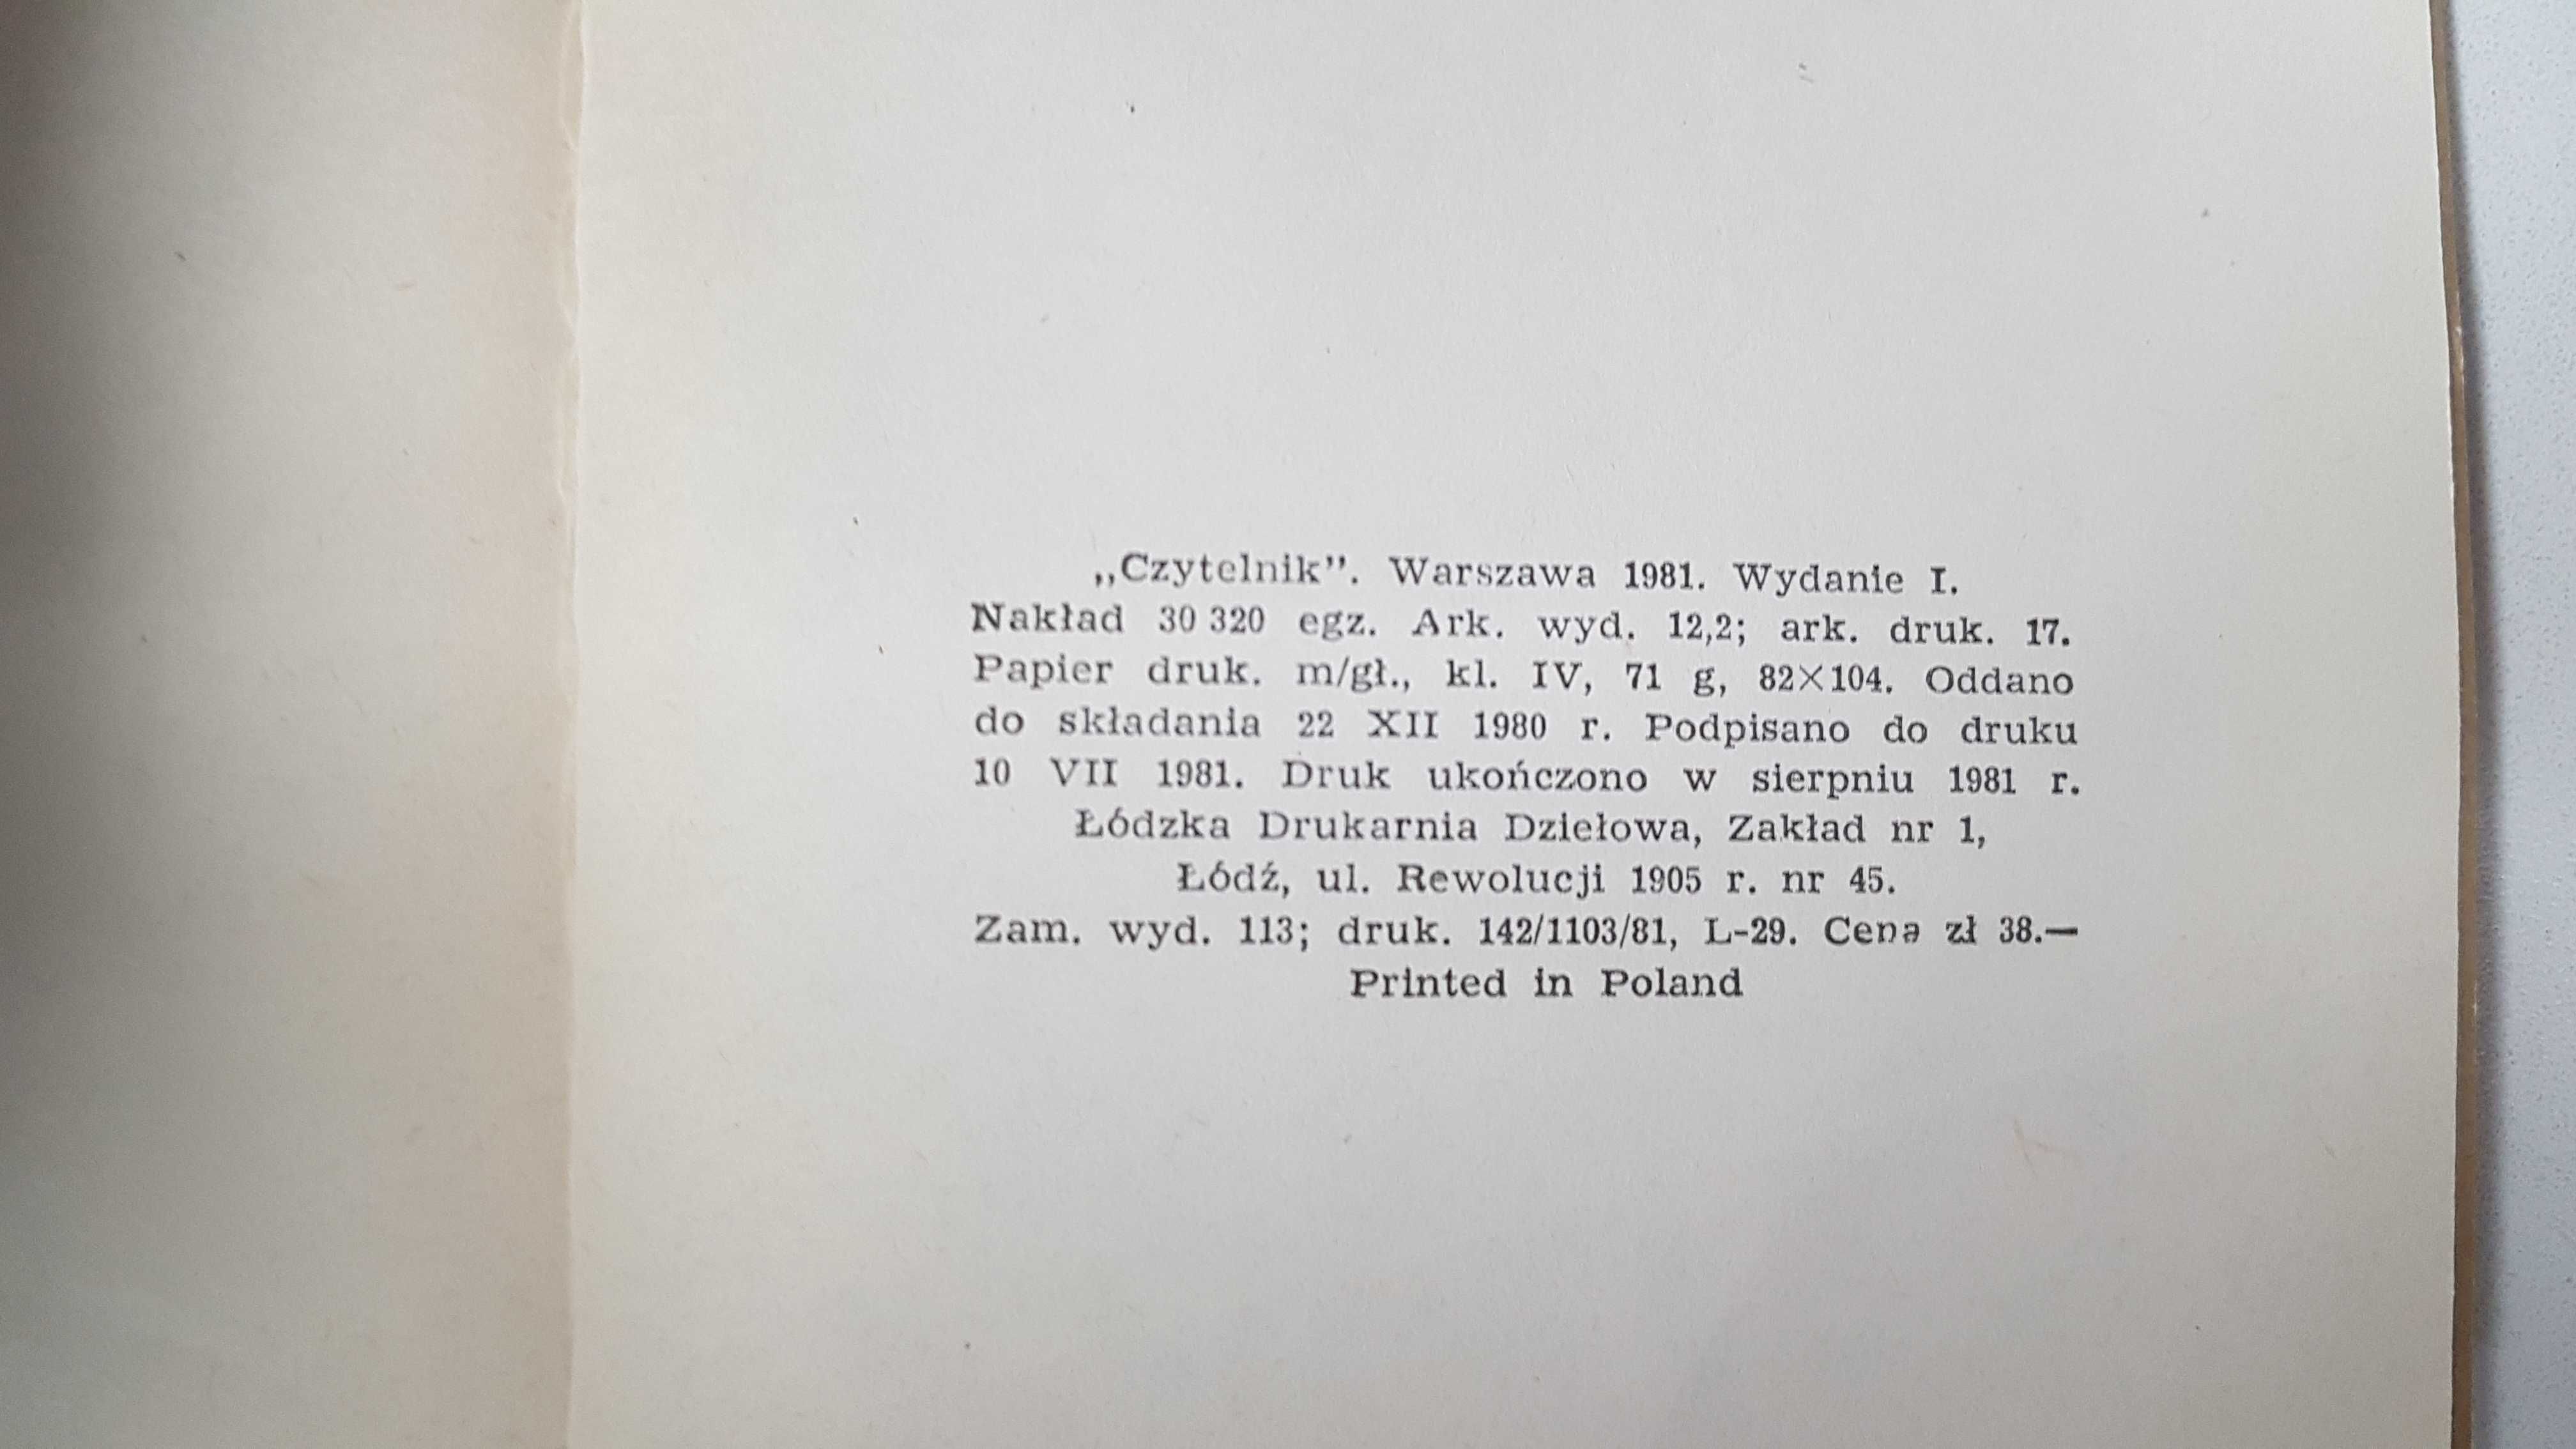 „Czytelnik”. Warszawa 1981. Wydanie I.
Nakład 30 320 egz. Ark. wyd. 12,2; ark. druk. 17.
Papier druk. m/gł., kl. IV, 71 g, 82×104. Oddano
do składania 22 XII 1980 r. Podpisano do druku
10 VII 1981. Druk ukończono w sierpniu 1981 r.
Łódzka Drukarnia Dziełowa, Zakład nr 1,
Łódź, ul. Rewolucji 1905 r. nr 45.
Zam. wyd. 113; druk. 142/1103/81, L-29. Cena zł 38.—
Printed in Poland